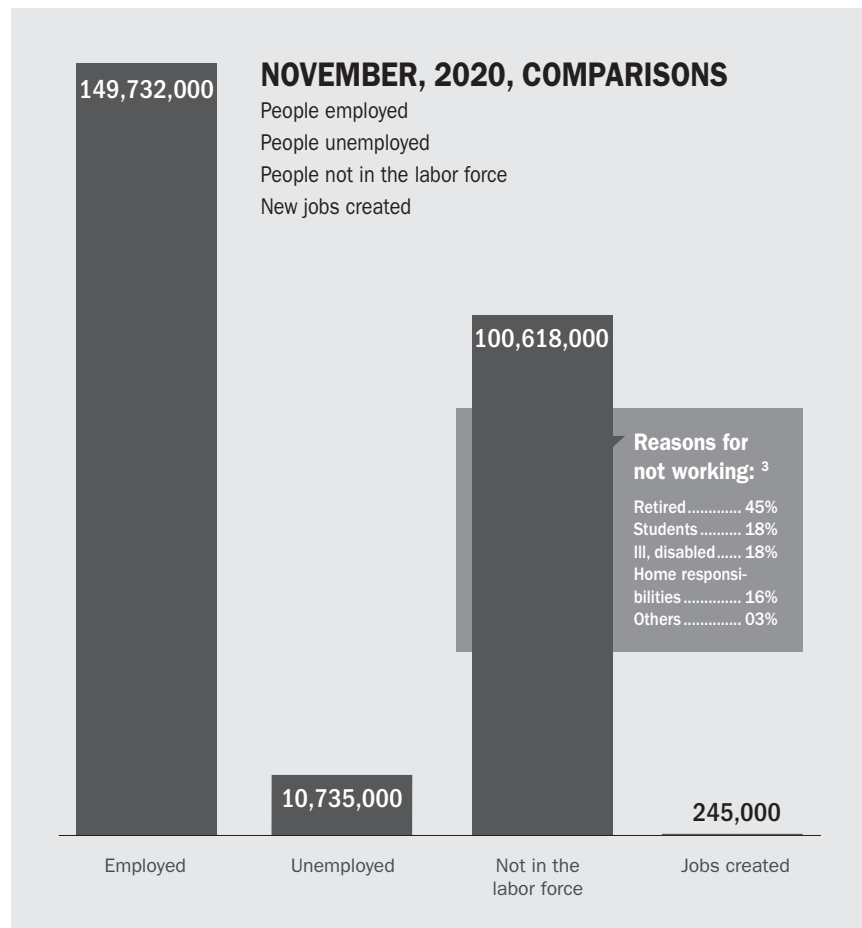 149,732,000
NOVEMBER, 2020, COMPARISONS
People employed
People unemployed
People not in the labor force
New jobs created
100,618,000
Reasons for
not working: ³
Retired............. 45%
Students.......... 18%
Ill, disabled...... 18%
Home responsi-
bilities.............. 16%
Others.............. 03%
10,735,000
245,000
Employed
Unemployed
Not in the
labor force
Jobs created